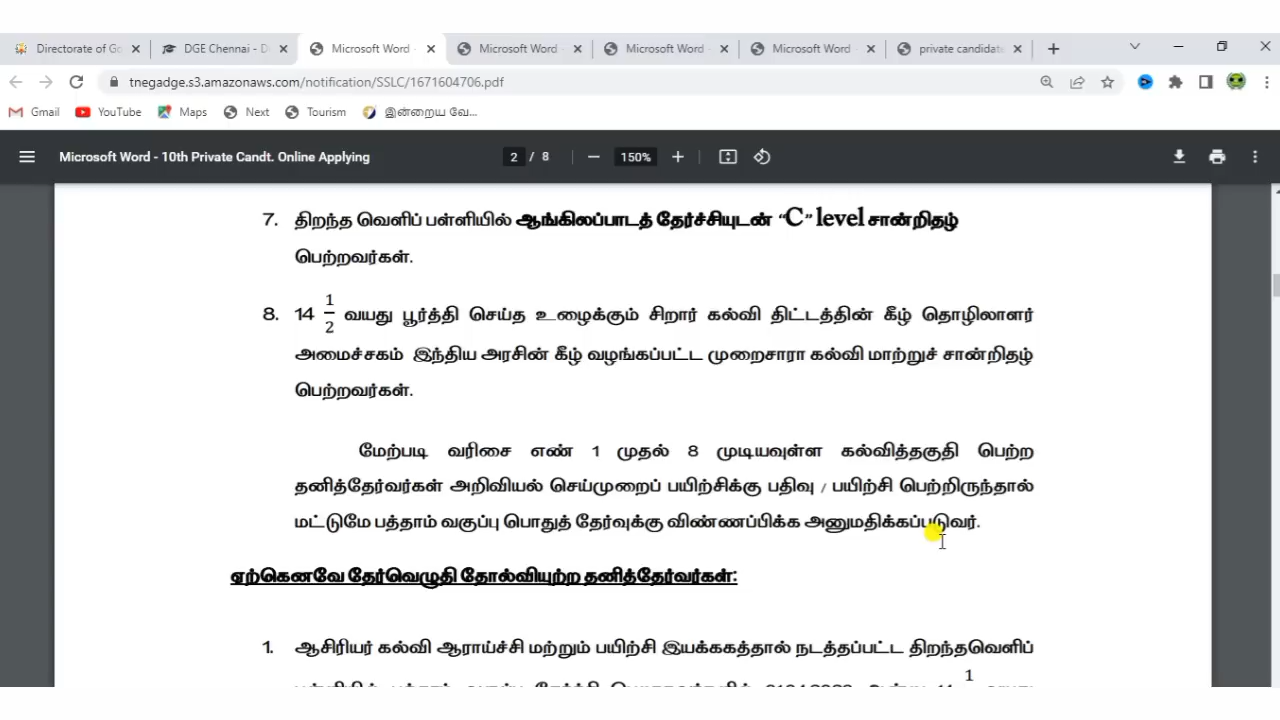 Directorate of Go
DGE Chennai - D
Microsoft Word -
Microsoft Word -
Microsoft Word -
Microsoft Word -
private candidat
tnegadge.s3.amazonaws.com/notification/SSLC/1671604706.pdf
Gmail YouTube Maps Next Tourism இன்றைய வே...
Microsoft Word - 10th Private Candt. Online Applying 2 / 8 150%
7. திறந்த வெளிப் பள்ளியில் ஆங்கிலப்பாடத் தேர்ச்சியுடன் “C” level சான்றிதழ்
பெற்றவர்கள்.
8. 14 1/2 வயது பூர்த்தி செய்த உழைக்கும் சிறார் கல்வி திட்டத்தின் கீழ் தொழிலாளர்
அமைச்சகம் இந்திய அரசின் கீழ் வழங்கப்பட்ட முறைசாரா கல்வி மாற்றுச் சான்றிதழ்
பெற்றவர்கள்.
மேற்படி வரிசை எண் 1 முதல் 8 முடியவுள்ள கல்வித்தகுதி பெற்ற
தனித்தேர்வர்கள் அறிவியல் செய்முறைப் பயிற்சிக்கு பதிவு / பயிற்சி பெற்றிருந்தால்
மட்டுமே பத்தாம் வகுப்பு பொதுத் தேர்வுக்கு விண்ணப்பிக்க அனுமதிக்கப்படுவர்.
ஏற்கெனவே தேர்வெழுதி தோல்வியுற்ற தனித்தேர்வர்கள்:
1. ஆசிரியர் கல்வி ஆராய்ச்சி மற்றும் பயிற்சி இயக்ககத்தால் நடத்தப்பட்ட திறந்தவெளிப்